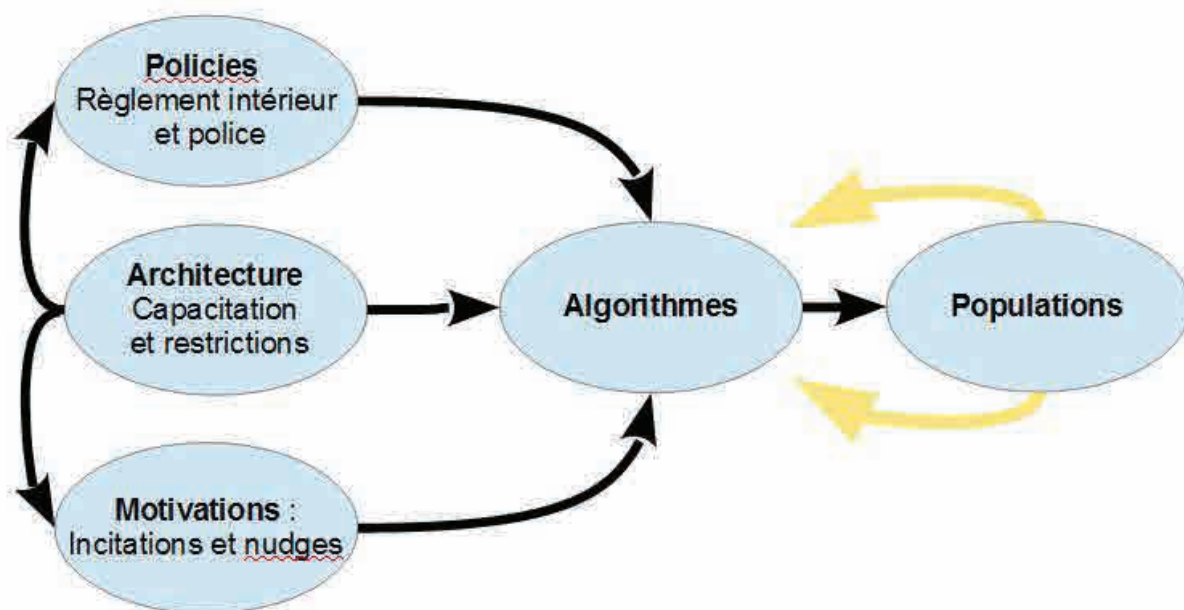 Policies
Règlement intérieur
et police
Architecture
Capacitation
et restrictions
Algorithmes
Populations
Motivations :
Incitations et nudges